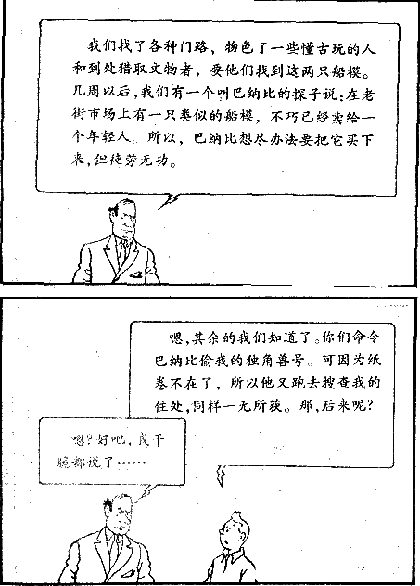 我们找了各种门路，物色了一些懂古玩的人
和到处猎取文物者，要他们找到这两只船模。
几周以后，我们有一个叫巴纳比的探子说：在老
街市场上有一只类似的船模，不巧已经卖给一
个年轻人。所以，巴纳比想尽办法要把它买下
来，但徒劳无功。
嗯，其余的我们知道了。你们命令
巴纳比偷我的独角兽号。可因为纸
卷不在了，所以他又跑去搜查我的
住处，同样一无所获。那，后来呢？
嗯？好吧，我干
脆都说了……